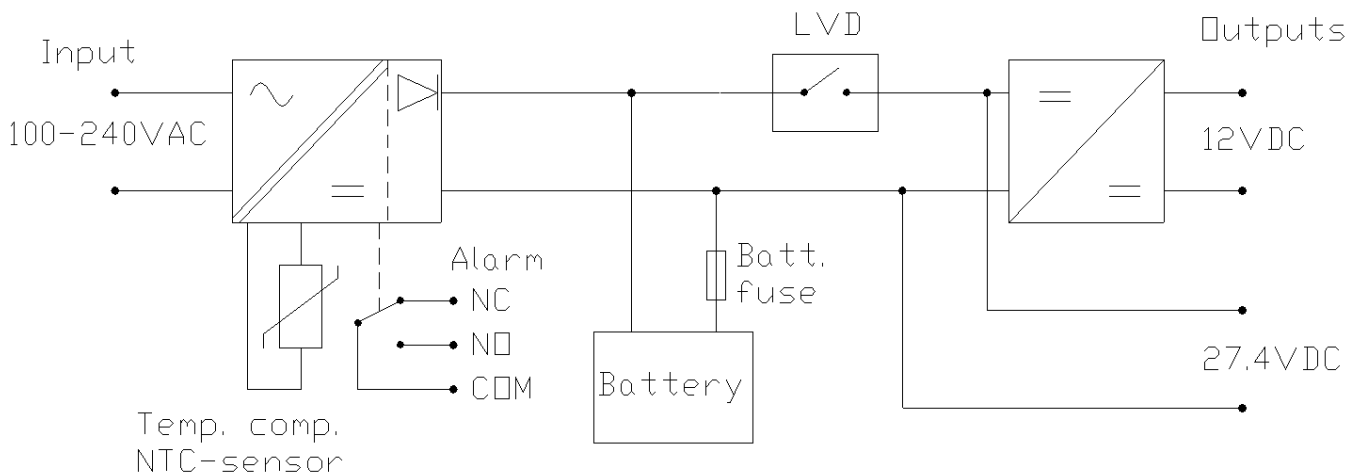 Input
100-240VAC
LVD
Outputs
12VDC
27.4VDC
Alarm
NC
NO
COM
Batt.
fuse
Battery
Temp. comp.
NTC-sensor